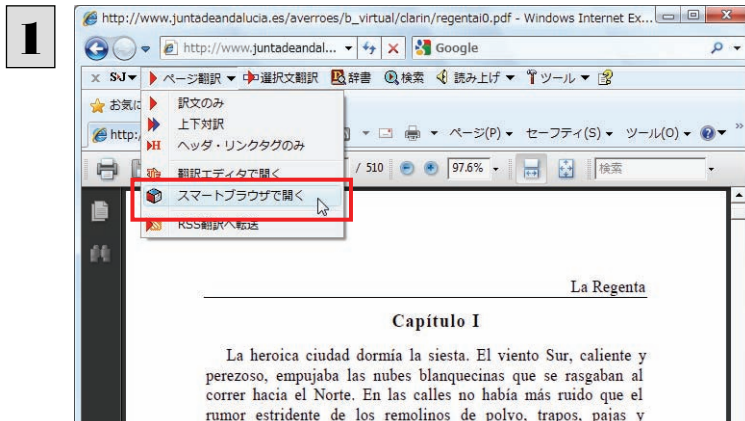 1
http://www.juntadeandalucia.es/averroes/b_virtual/clarin/regentai0.pdf - Windows Internet Ex...
http://www.juntadeandal...
Google
x S\J ページ翻訳 選択文翻訳 辞書 検索 読み上げ ツール
お気に
訳文のみ
上下対訳
http: ページ(P) セーフティ(S) ツール(O)
ヘッダ・リンクタグのみ
翻訳エディタで開く
/ 510 97.6% 検索
スマートブラウザで開く
RSS翻訳へ転送
La Regenta
Capítulo I
La heroica ciudad dormía la siesta. El viento Sur, caliente y
perezoso, empujaba las nubes blanquecinas que se rasgaban al
correr hacia el Norte. En las calles no había más ruido que el
rumor estridente de los remolinos de polvo, trapos, pajas y